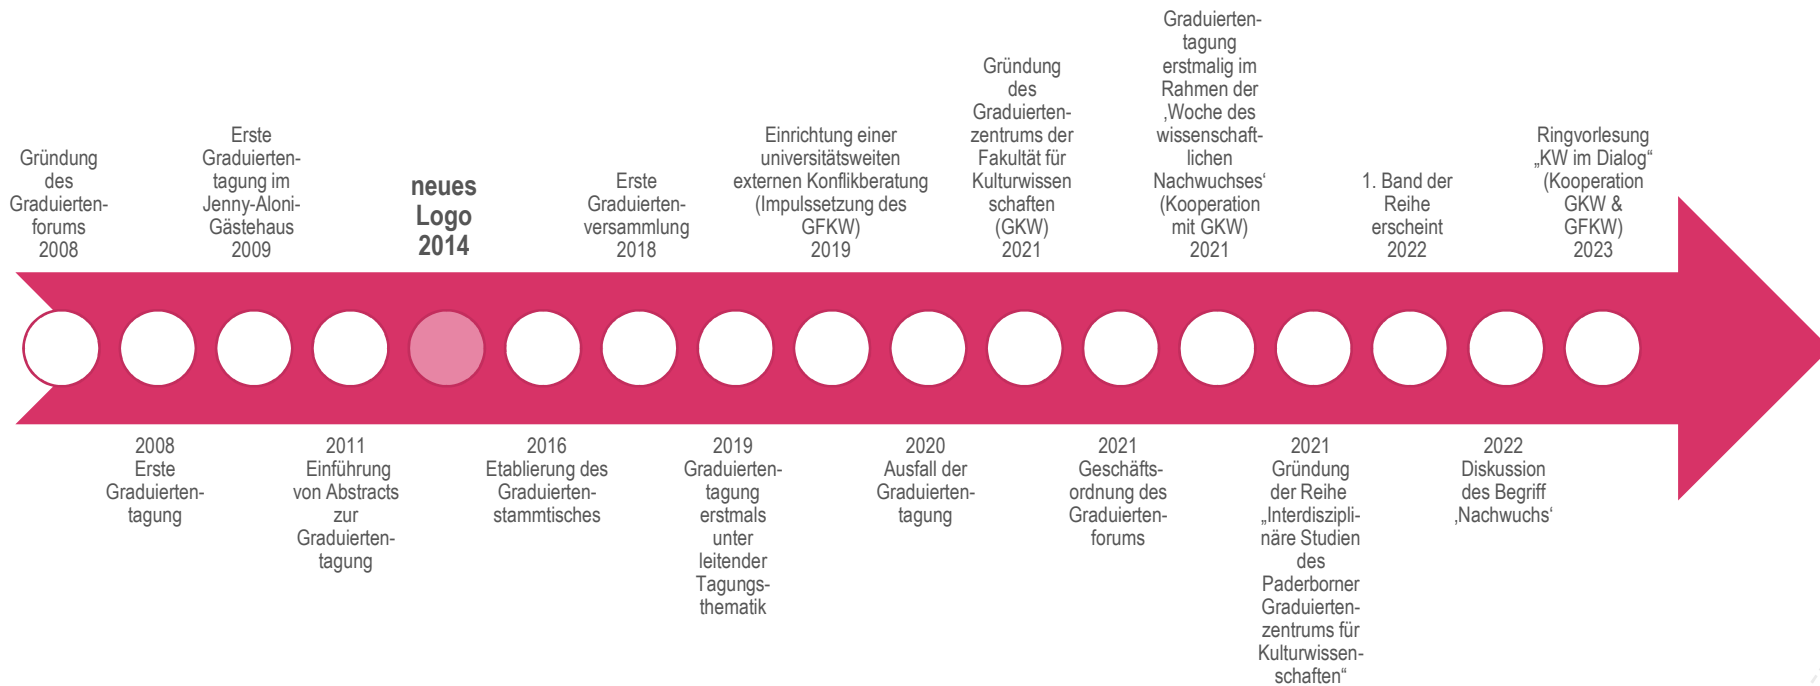 Gründung
des
Graduierten-
forums
2008
2008
Erste
Graduierten-
tagung
Erste
Graduierten-
tagung im
Jenny-Aloni-
Gästehaus
2009
2011
Einführung
von Abstracts
zur
Graduierten-
tagung
neues
Logo
2014
2016
Etablierung des
Graduierten-
stammtisches
Erste
Graduierten-
versammlung
2018
2019
Graduierten-
tagung
erstmals
unter
leitender
Tagungs-
thematik
Einrichtung einer
universitätsweiten
externen Konflikberatung
(Impulssetzung des
GFKW)
2019
2020
Ausfall der
Graduierten-
tagung
Gründung
des
Graduierten-
zentrums der
Fakultät für
Kulturwissen
schaften
(GKW)
2021
2021
Geschäfts-
ordnung des
Graduierten-
forums
Graduierten-
tagung
erstmalig im
Rahmen der
‚Woche des
wissenschaft-
lichen
Nachwuchses‘
(Kooperation
mit GKW)
2021
2021
Gründung
der Reihe
„Interdiszipli-
näre Studien
des
Paderborner
Graduierten-
zentrums für
Kulturwissen-
schaften“
1. Band der
Reihe
erscheint
2022
2022
Diskussion
des Begriff
‚Nachwuchs‘
Ringvorlesung
„KW im Dialog“
(Kooperation
GKW &
GFKW)
2023